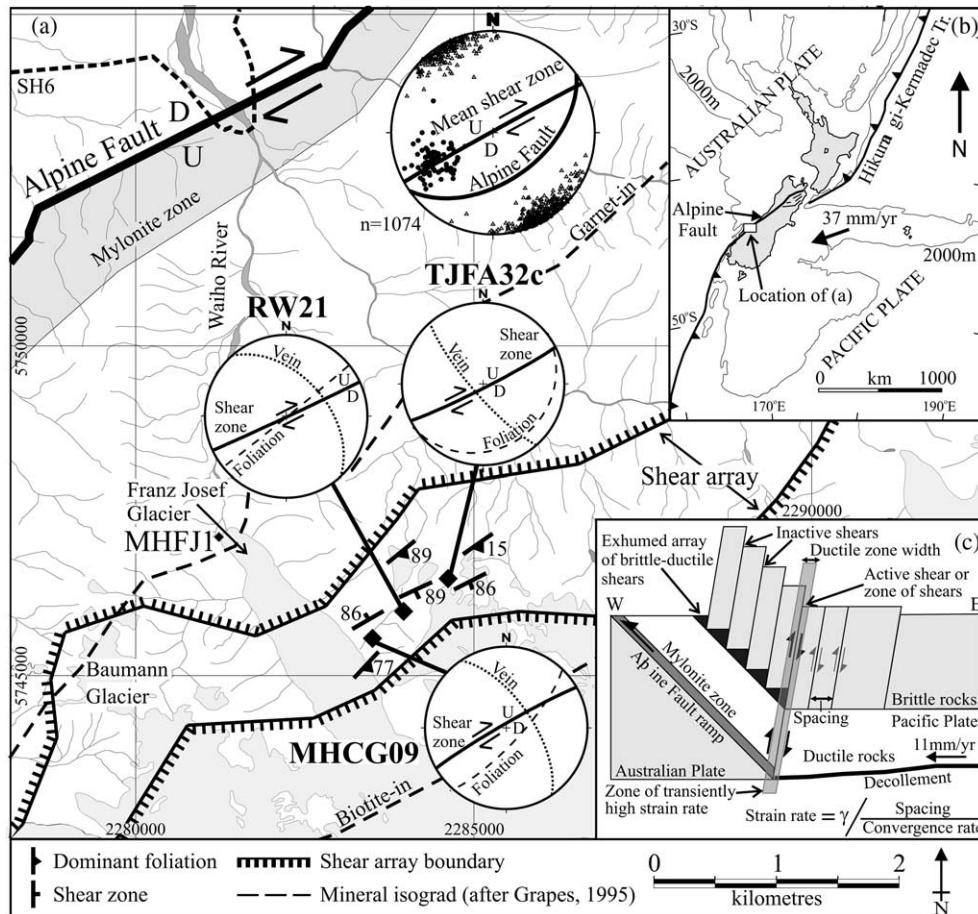 (a)
SH6
D
U
Alpine Fault
Mylonite zone
Waiho River
N
Mean shear zone
U
D
Alpine Fault
n=1074
Garnet-in
RW21
N
Vein
U
D
Shear
zone
Foliation
TJFA32c
N
Vein
Shear
zone
U
D
Foliation
5750000
Franz Josef
Glacier
MHFJ1
Shear array
2290000
89
15
86
89
86
77
5745000
Baumann
Glacier
MHCG09
N
Vein
U
D
Shear
zone
Foliation
Biotite-in
2280000
2285000
(b)
30°S
2000m
AUSTRALIAN PLATE
Hikurangi-Kermadec Tr.
N
Alpine
Fault
37 mm/yr
2000m
Location of (a)
50°S
PACIFIC PLATE
0 km 1000
170°E
190°E
(c)
Inactive shears
Exhumed array
of brittle-ductile
shears
Ductile zone width
Active shear or
zone of shears
W
E
Mylonite zone
Alpine Fault ramp
Brittle rocks
Spacing
Pacific Plate
Ductile rocks
11mm/yr
Australian Plate
Decollement
Zone of transiently
high strain rate
Strain rate = γ / Spacing
Convergence rate
Dominant foliation
Shear array boundary
Shear zone
Mineral isograd (after Grapes, 1995)
0 1 2
kilometres
N